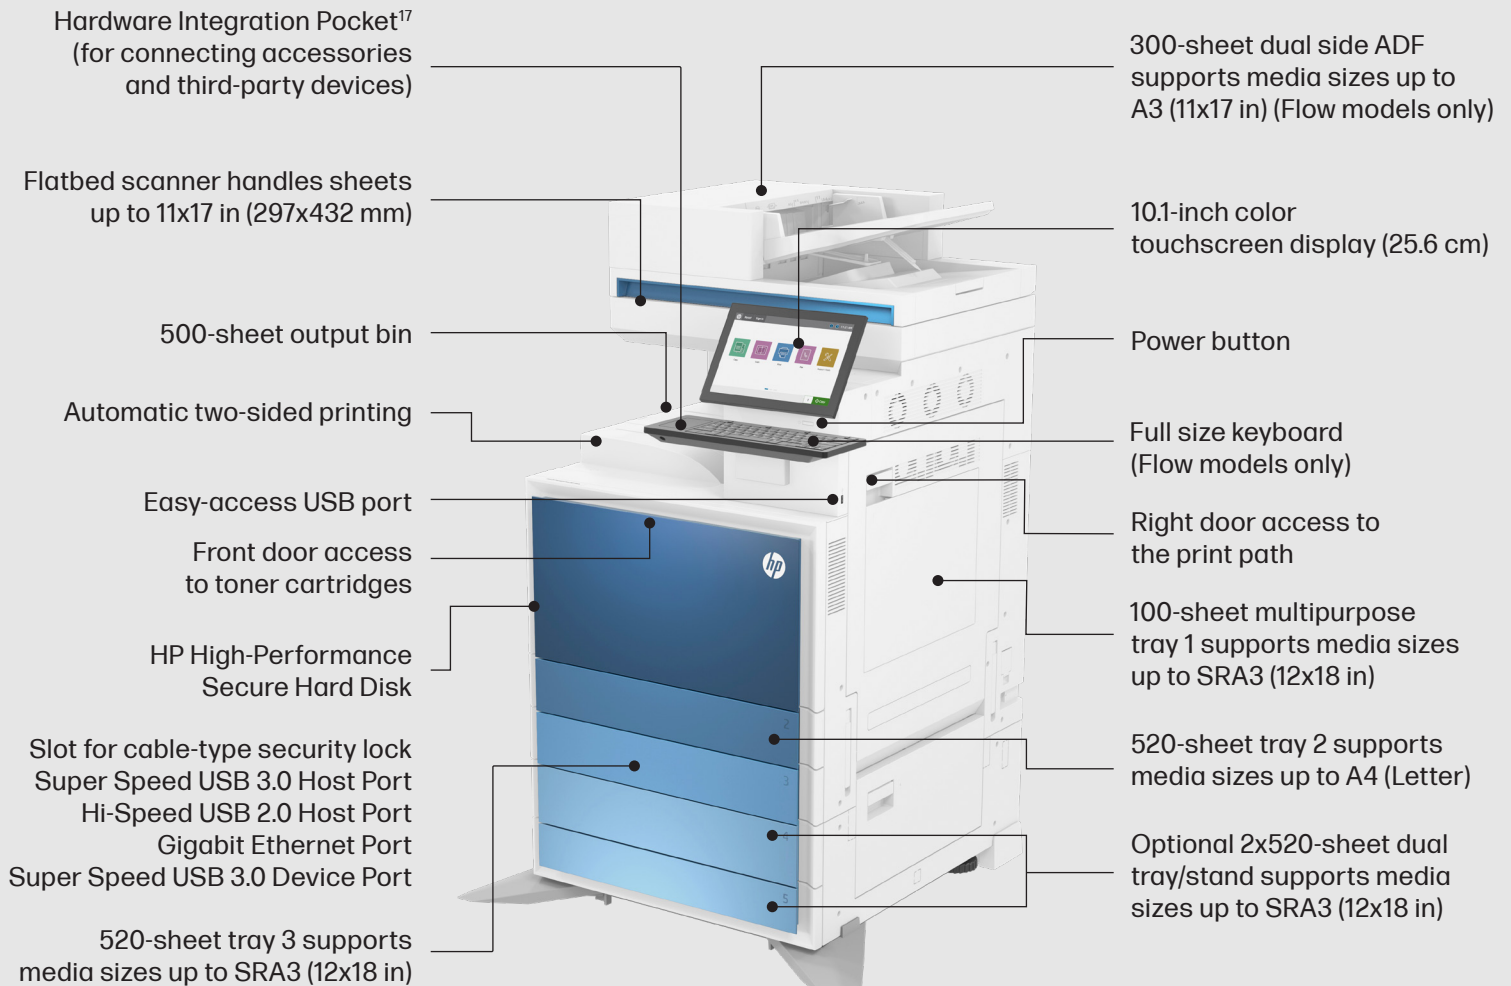 Hardware Integration Pocket17
(for connecting accessories
and third-party devices)
Flatbed scanner handles sheets
up to 11x17 in (297x432 mm)
500-sheet output bin
Automatic two-sided printing
Easy-access USB port
Front door access
to toner cartridges
HP High-Performance
Secure Hard Disk
Slot for cable-type security lock
Super Speed USB 3.0 Host Port
Hi-Speed USB 2.0 Host Port
Gigabit Ethernet Port
Super Speed USB 3.0 Device Port
520-sheet tray 3 supports
media sizes up to SRA3 (12x18 in)
hp
2
3
4
5
300-sheet dual side ADF
supports media sizes up to
A3 (11x17 in) (Flow models only)
10.1-inch color
touchscreen display (25.6 cm)
Power button
Full size keyboard
(Flow models only)
Right door access to
the print path
100-sheet multipurpose
tray 1 supports media sizes
up to SRA3 (12x18 in)
520-sheet tray 2 supports
media sizes up to A4 (Letter)
Optional 2x520-sheet dual
tray/stand supports media
sizes up to SRA3 (12x18 in)